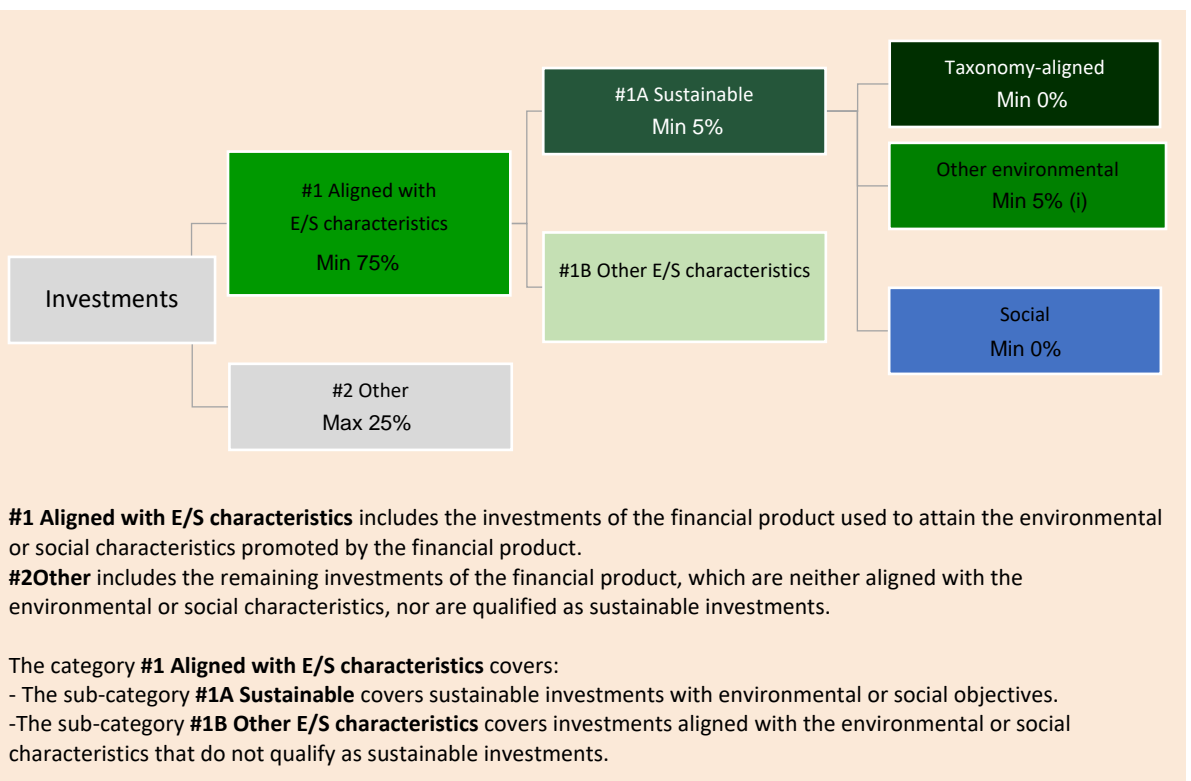 Investments
#1 Aligned with
E/S characteristics
Min 75%
#2 Other
Max 25%
#1A Sustainable
Min 5%
#1B Other E/S characteristics
Taxonomy-aligned
Min 0%
Other environmental
Min 5% (i)
Social
Min 0%
#1 Aligned with E/S characteristics includes the investments of the financial product used to attain the environmental
or social characteristics promoted by the financial product.
#2Other includes the remaining investments of the financial product, which are neither aligned with the
environmental or social characteristics, nor are qualified as sustainable investments.
The category #1 Aligned with E/S characteristics covers:
- The sub-category #1A Sustainable covers sustainable investments with environmental or social objectives.
-The sub-category #1B Other E/S characteristics covers investments aligned with the environmental or social
characteristics that do not qualify as sustainable investments.